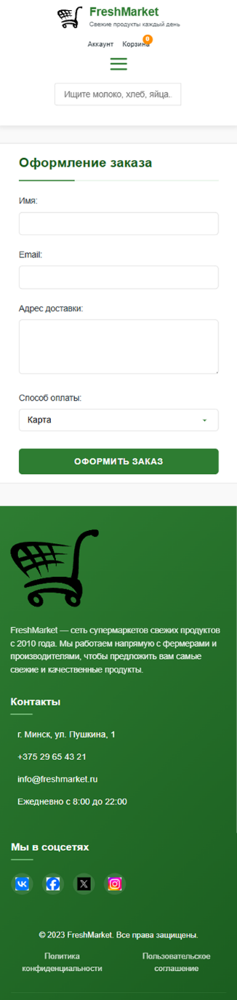 FreshMarket
Свежие продукты каждый день
0
Аккаунт Корзина
Ищите молоко, хлеб, яйца..
Оформление заказа
Имя:
Email:
Адрес доставки:
Способ оплаты:
Карта
ОФОРМИТЬ ЗАКАЗ
FreshMarket — сеть супермаркетов свежих продуктов
с 2010 года. Мы работаем напрямую с фермерами и
производителями, чтобы предложить вам самые
свежие и качественные продукты.
Контакты
г. Минск, ул. Пушкина, 1
+375 29 65 43 21
info@freshmarket.ru
Ежедневно с 8:00 до 22:00
Мы в соцсетях
© 2023 FreshMarket. Все права защищены.
Политика
конфиденциальности
Пользовательское
соглашение